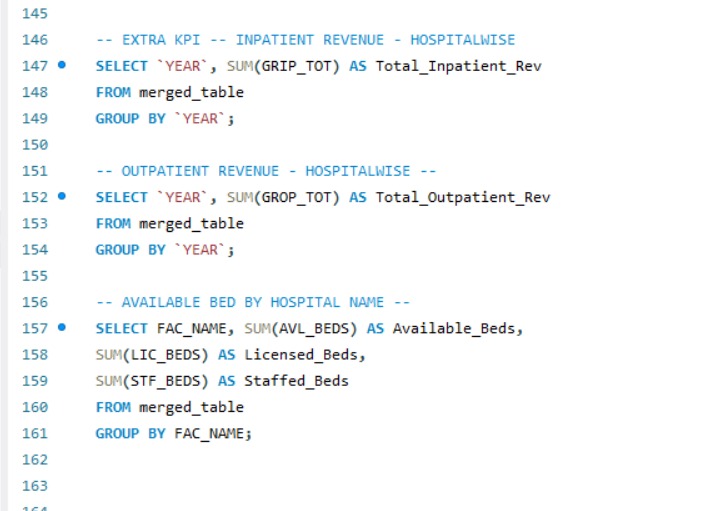 145
146 -- EXTRA KPI -- INPATIENT REVENUE - HOSPITALWISE
147 SELECT `YEAR`, SUM(GRIP_TOT) AS Total_Inpatient_Rev
148 FROM merged_table
149 GROUP BY `YEAR`;
150
151 -- OUTPATIENT REVENUE - HOSPITALWISE --
152 SELECT `YEAR`, SUM(GROP_TOT) AS Total_Outpatient_Rev
153 FROM merged_table
154 GROUP BY `YEAR`;
155
156 -- AVAILABLE BED BY HOSPITAL NAME --
157 SELECT FAC_NAME, SUM(AVL_BEDS) AS Available_Beds,
158 SUM(LIC_BEDS) AS Licensed_Beds,
159 SUM(STF_BEDS) AS Staffed_Beds
160 FROM merged_table
161 GROUP BY FAC_NAME;
162
163